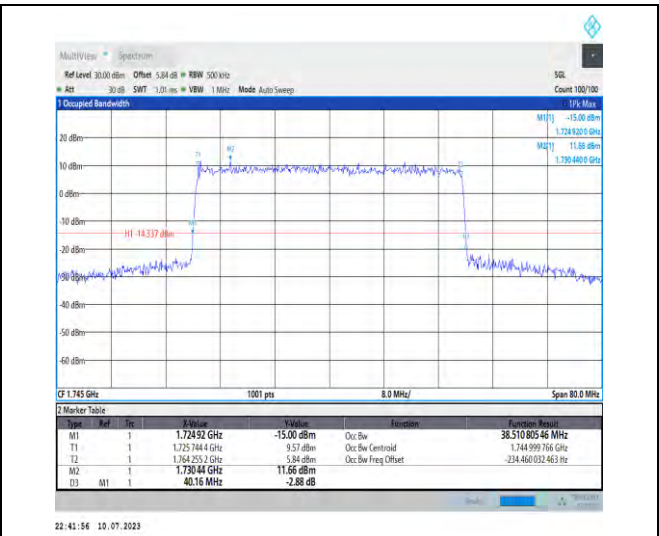 MultiView Spectrum
Ref Level 30.00 dBm Offset 5.84 dB RBW 500 kHz SGL
Att 30 dB SWT 1.01 ms VBW 1 MHz Mode Auto Sweep Count 100/100
1 Occupied Bandwidth 1Pk Max
M1[1] -15.00 dBm
1.724 920 0 GHz
M2[1] 11.66 dBm
1.730 440 0 GHz
20 dBm
10 dBm
0 dBm
-10 dBm
-20 dBm
-30 dBm
-40 dBm
-50 dBm
-60 dBm
T1
M2
M1
H1 -14.337 dBm
CF 1.745 GHz 1001 pts 8.0 MHz/ Span 80.0 MHz
2 Marker Table
Type Ref Trc X-Value Y-Value Function Function Result
M1 1 1.724 92 GHz -15.00 dBm Occ Bw 38.510 805 46 MHz
T1 1 1.725 744 4 GHz 9.57 dBm Occ Bw Centroid 1.744 999 766 GHz
T2 1 1.764 255 2 GHz 5.84 dBm Occ Bw Freq Offset -234.460 032 463 Hz
M2 1 1.730 44 GHz 11.66 dBm
D3 M1 1 40.16 MHz -2.88 dB
22:41:56 10.07.2023